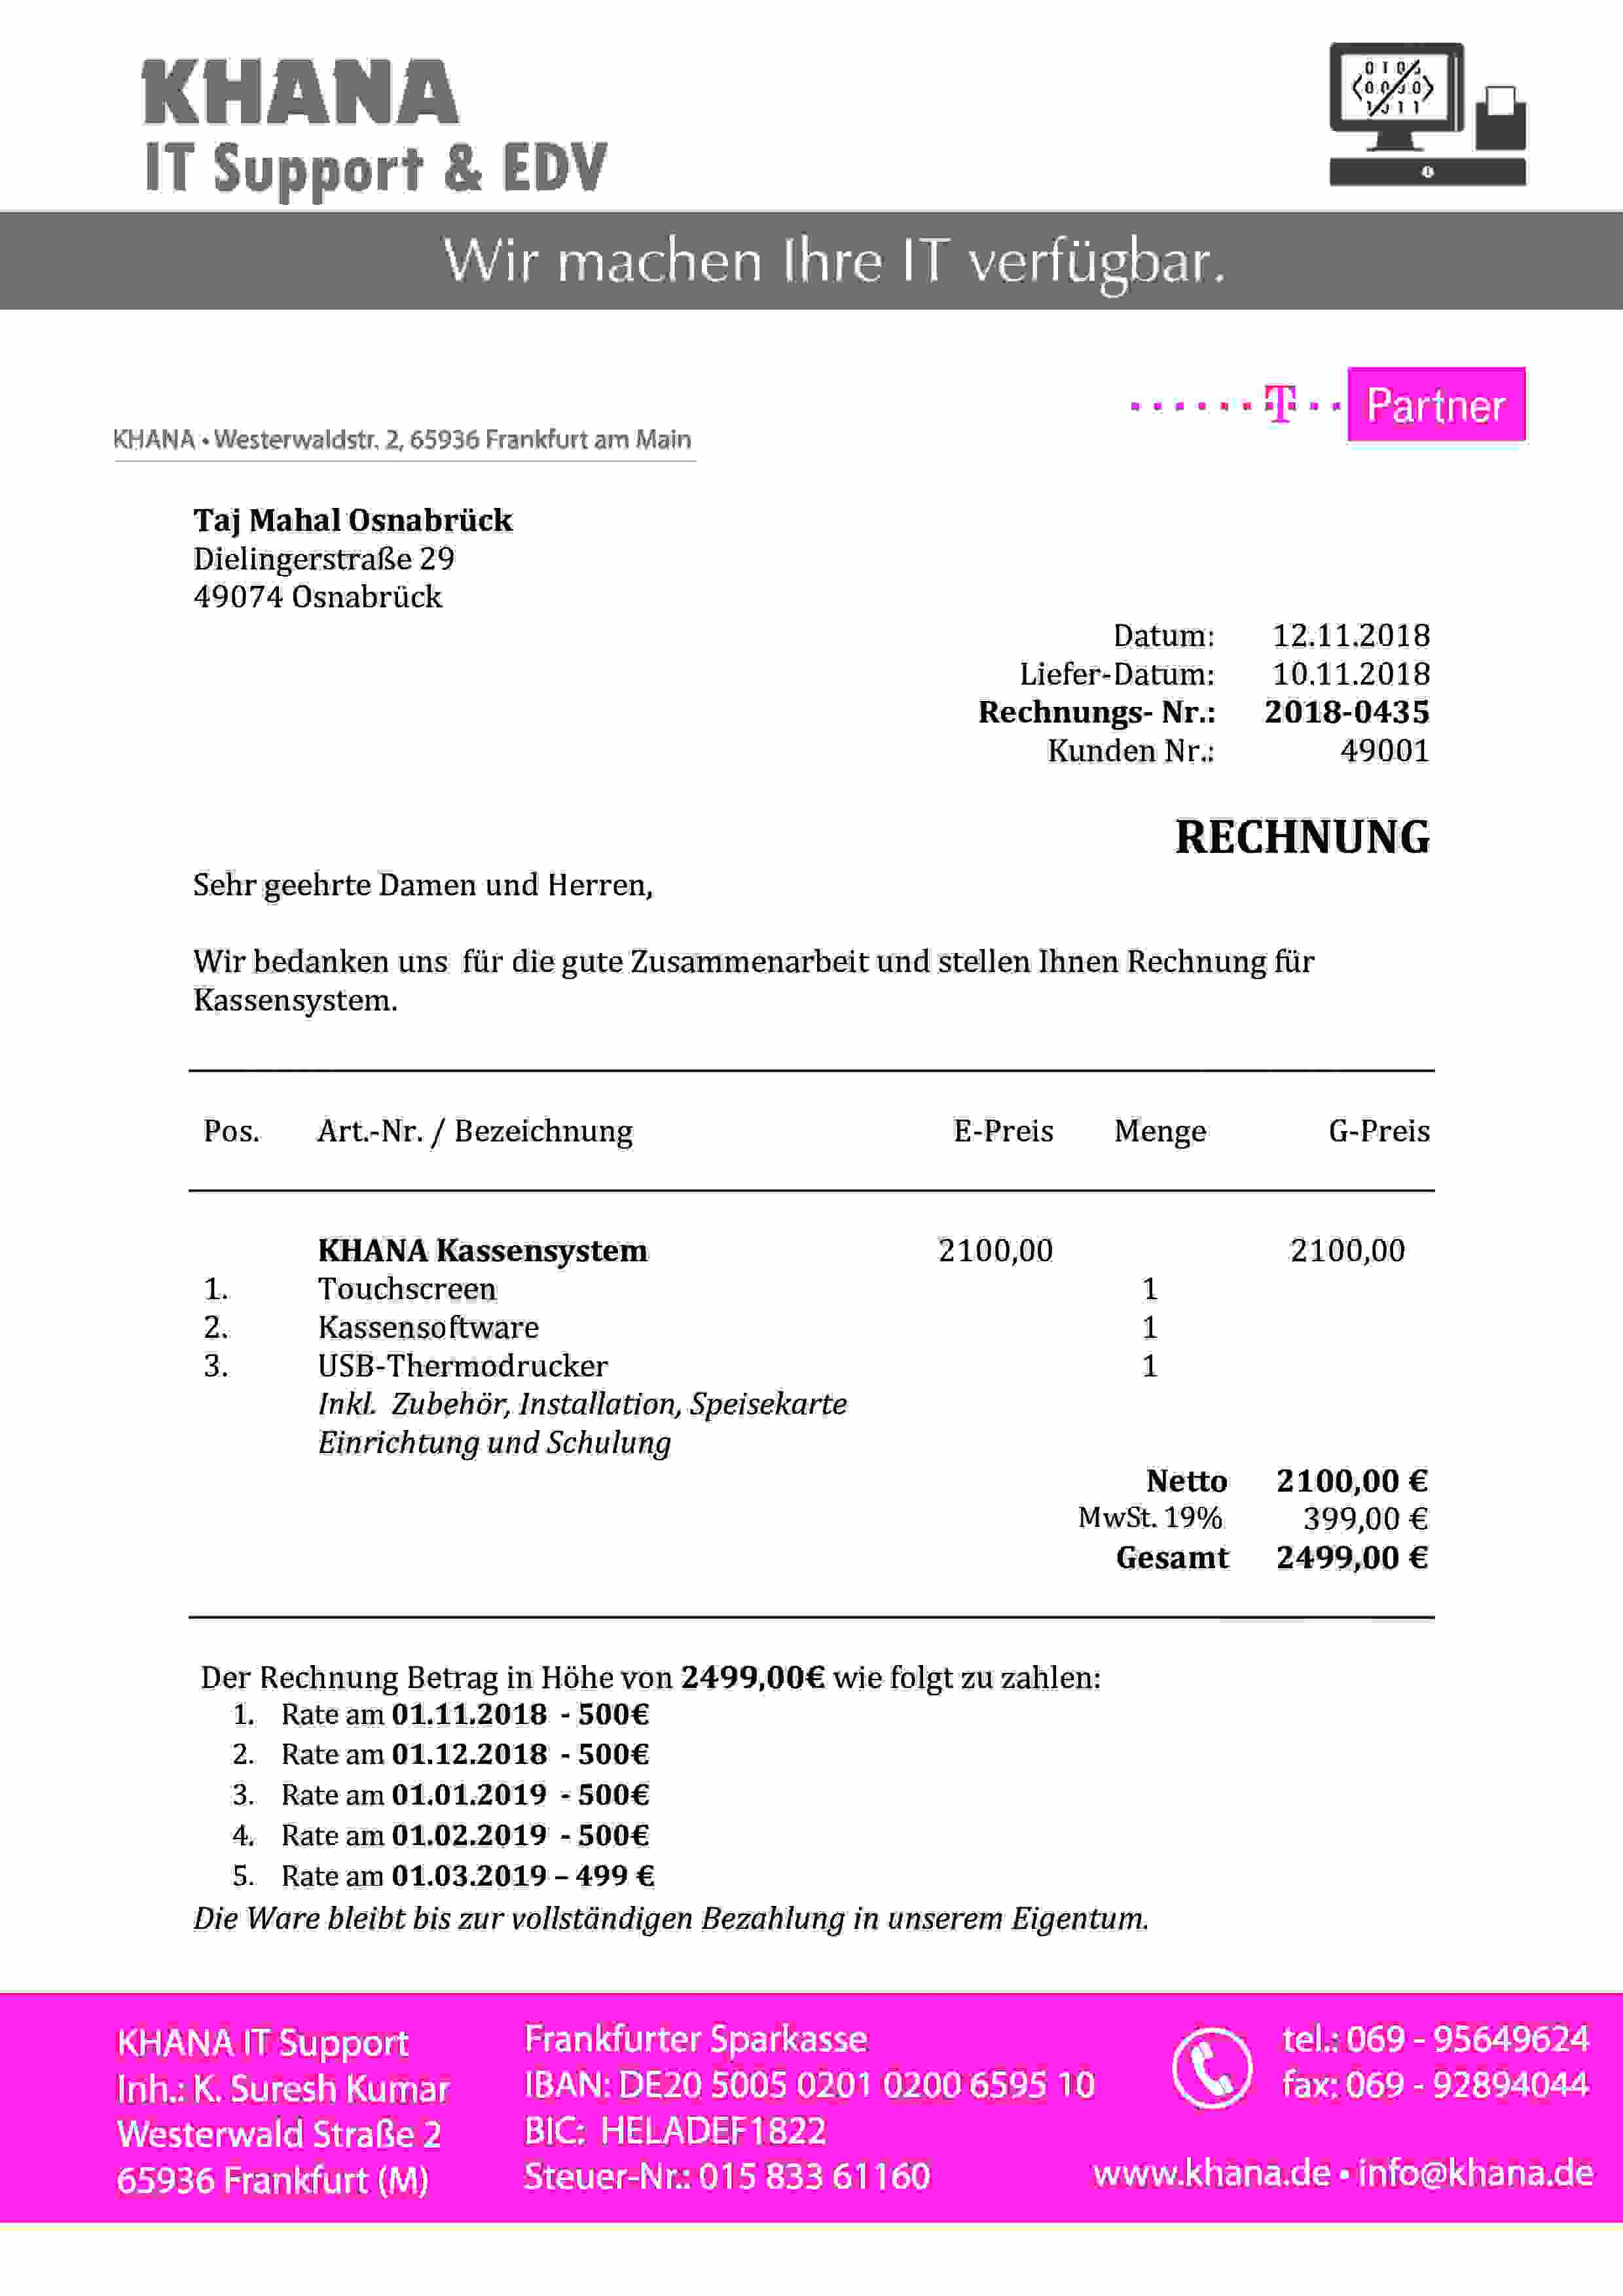 KHANA
IT Support & EDV
Wir machen Ihre IT verfügbar.
T Partner
KHANA • Westerwaldstr. 2, 65936 Frankfurt am Main
Taj Mahal Osnabrück
Dielingerstraße 29
49074 Osnabrück
Datum: 12.11.2018
Liefer-Datum: 10.11.2018
Rechnungs- Nr.: 2018-0435
Kunden Nr.: 49001
RECHNUNG
Sehr geehrte Damen und Herren,
Wir bedanken uns für die gute Zusammenarbeit und stellen Ihnen Rechnung für
Kassensystem.
Pos. Art.-Nr. / Bezeichnung E-Preis Menge G-Preis
KHANA Kassensystem 2100,00 2100,00
1. Touchscreen 1
2. Kassensoftware 1
3. USB-Thermodrucker 1
Inkl. Zubehör, Installation, Speisekarte
Einrichtung und Schulung
Netto 2100,00 €
MwSt. 19% 399,00 €
Gesamt 2499,00 €
Der Rechnung Betrag in Höhe von 2499,00€ wie folgt zu zahlen:
1. Rate am 01.11.2018 - 500€
2. Rate am 01.12.2018 - 500€
3. Rate am 01.01.2019 - 500€
4. Rate am 01.02.2019 - 500€
5. Rate am 01.03.2019 – 499 €
Die Ware bleibt bis zur vollständigen Bezahlung in unserem Eigentum.
KHANA IT Support
Inh.: K. Suresh Kumar
Westerwald Straße 2
65936 Frankfurt (M)
Frankfurter Sparkasse
IBAN: DE20 5005 0201 0200 6595 10
BIC: HELADEF1822
Steuer-Nr.: 015 833 61160
tel.: 069 - 95649624
fax: 069 - 92894044
www.khana.de • info@khana.de